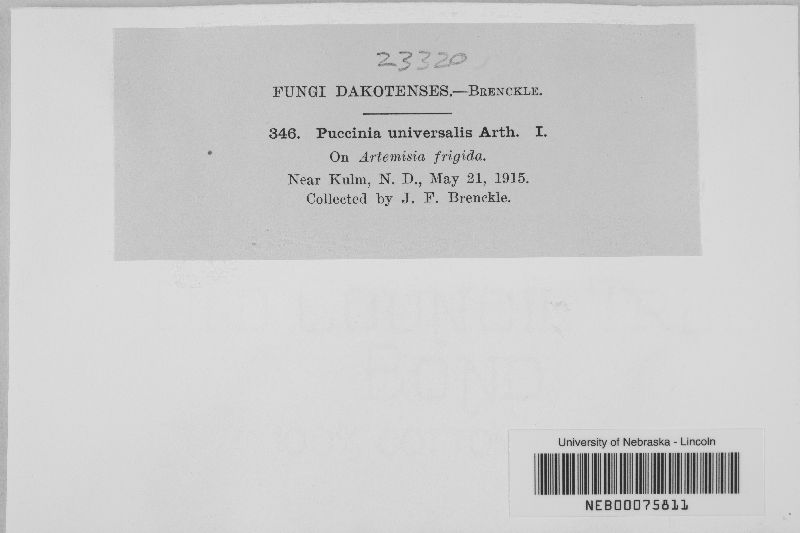 23320
FUNGI DAKOTENSES.—BRENCKLE.
346. Puccinia universalis Arth. I.
On Artemisia frigida.
Near Kulm, N. D., May 21, 1915.
Collected by J. F. Brenckle.
BOND
University of Nebraska - Lincoln
NEB00075811